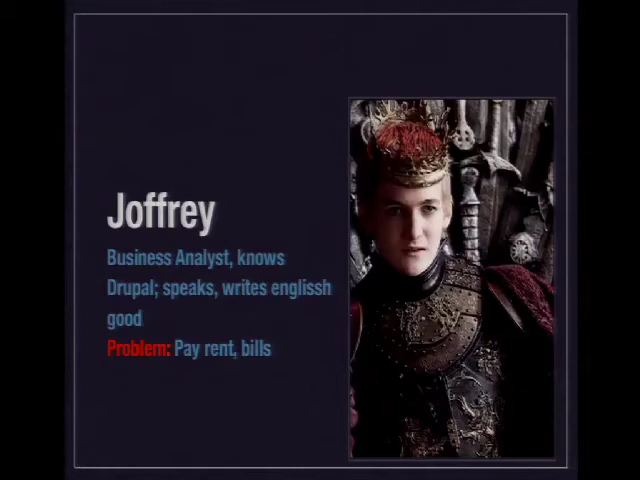 Joffrey
Business Analyst, knows
Drupal; speaks, writes englissh
good
Problem: Pay rent, bills